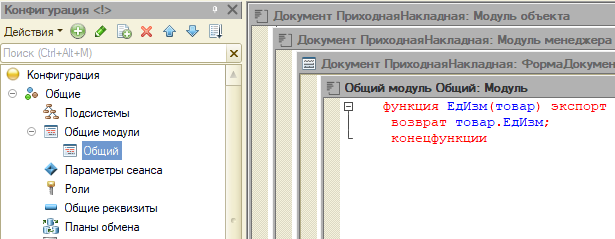 Конфигурация <!>
Действия
Поиск (Ctrl+Alt+M)
Конфигурация
Общие
Подсистемы
Общие модули
Общий
Параметры сеанса
Роли
Общие реквизиты
Планы обмена
Документ ПриходнаяНакладная: Модуль объекта
Документ ПриходнаяНакладная: Модуль менеджера
Документ ПриходнаяНакладная: ФормаДокумен
Общий модуль Общий: Модуль
функция ЕдИзм(товар) экспорт
возврат товар.ЕдИзм;
конецфункции